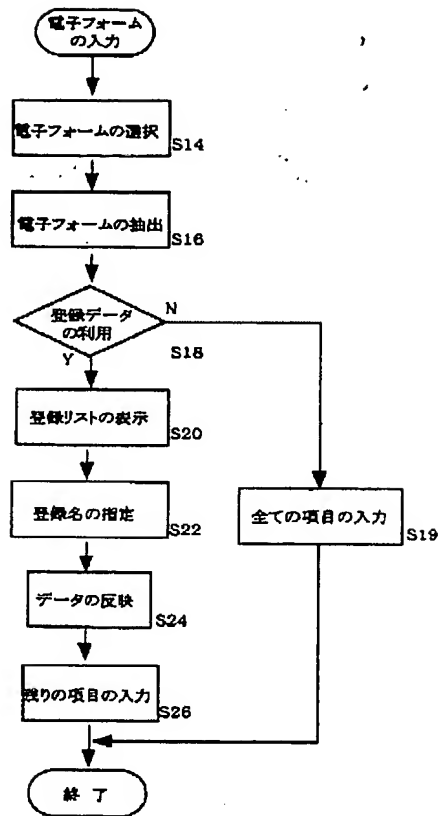 電子フォーム
の入力
電子フォームの選択
S14
電子フォームの抽出
S16
登録データ
の利用
N
S18
Y
登録リストの表示
S20
登録名の指定
S22
全ての項目の入力
S19
データの反映
S24
残りの項目の入力
S26
終了